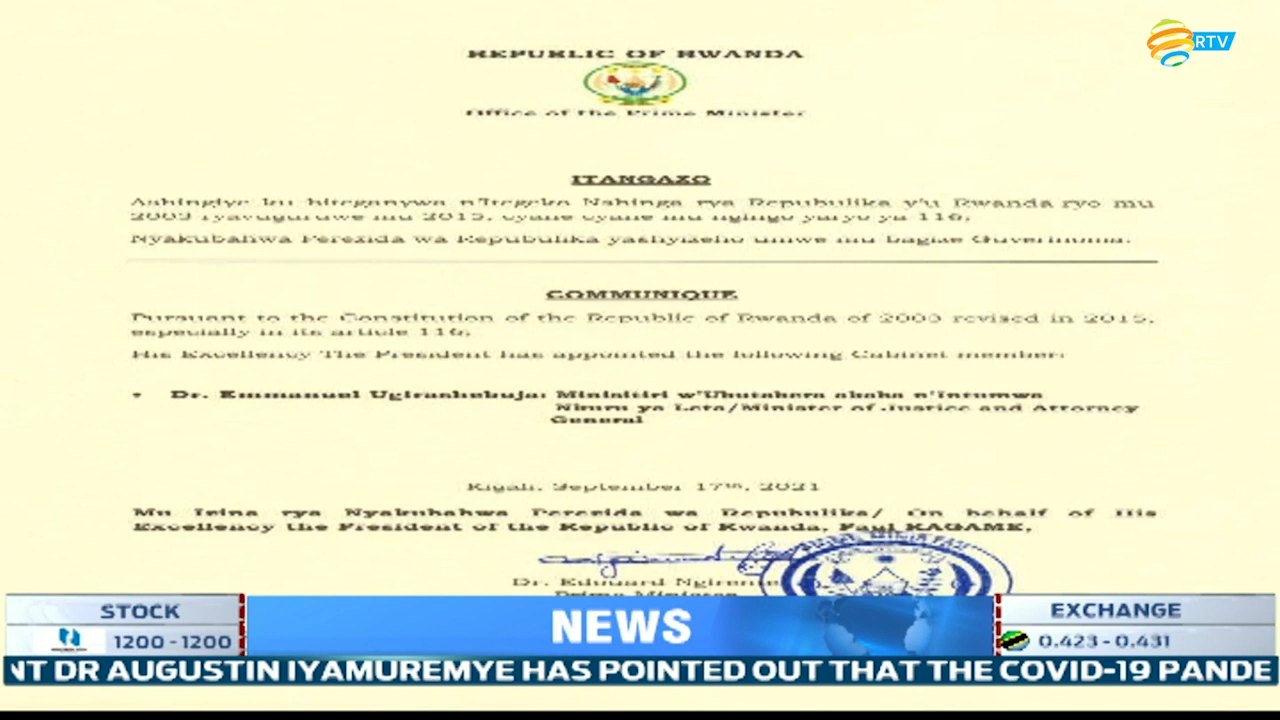 RTV
REPUBLIC OF RWANDA
Office of the Prime Minister
ITANGAZO
Ashingiye ku biteganywa n'Itegeko Nshinga rya Repubulika y'u Rwanda ryo mu
2003 ryavuguruwe mu 2015, cyane cyane mu ngingo yaryo ya 116,
Nyakubahwa Perezida wa Repubulika yashyizeho umwe mu bagize Guverinoma.
COMMUNIQUE
Pursuant to the Constitution of the Republic of Rwanda of 2003 revised in 2015,
especially in its article 116;
His Excellency The President has appointed the following Cabinet member:
• Dr. Emmanuel Ugirashebuja: Minisitiri w'Ubutabera akaba n'Intumwa
Nkuru ya Leta/Minister of Justice and Attorney
General
Kigali, September 17th, 2021
Mu Izina rya Nyakubahwa Perezida wa Repubulika/ On behalf of His
Excellency the President of the Republic of Rwanda, Paul KAGAME,
Dr. Edouard
Prime Minister
STOCK
NEWS
EXCHANGE
1200 - 1200
0.423 - 0.431
NT DR AUGUSTIN IYAMUREMYE HAS POINTED OUT THAT THE COVID-19 PANDE